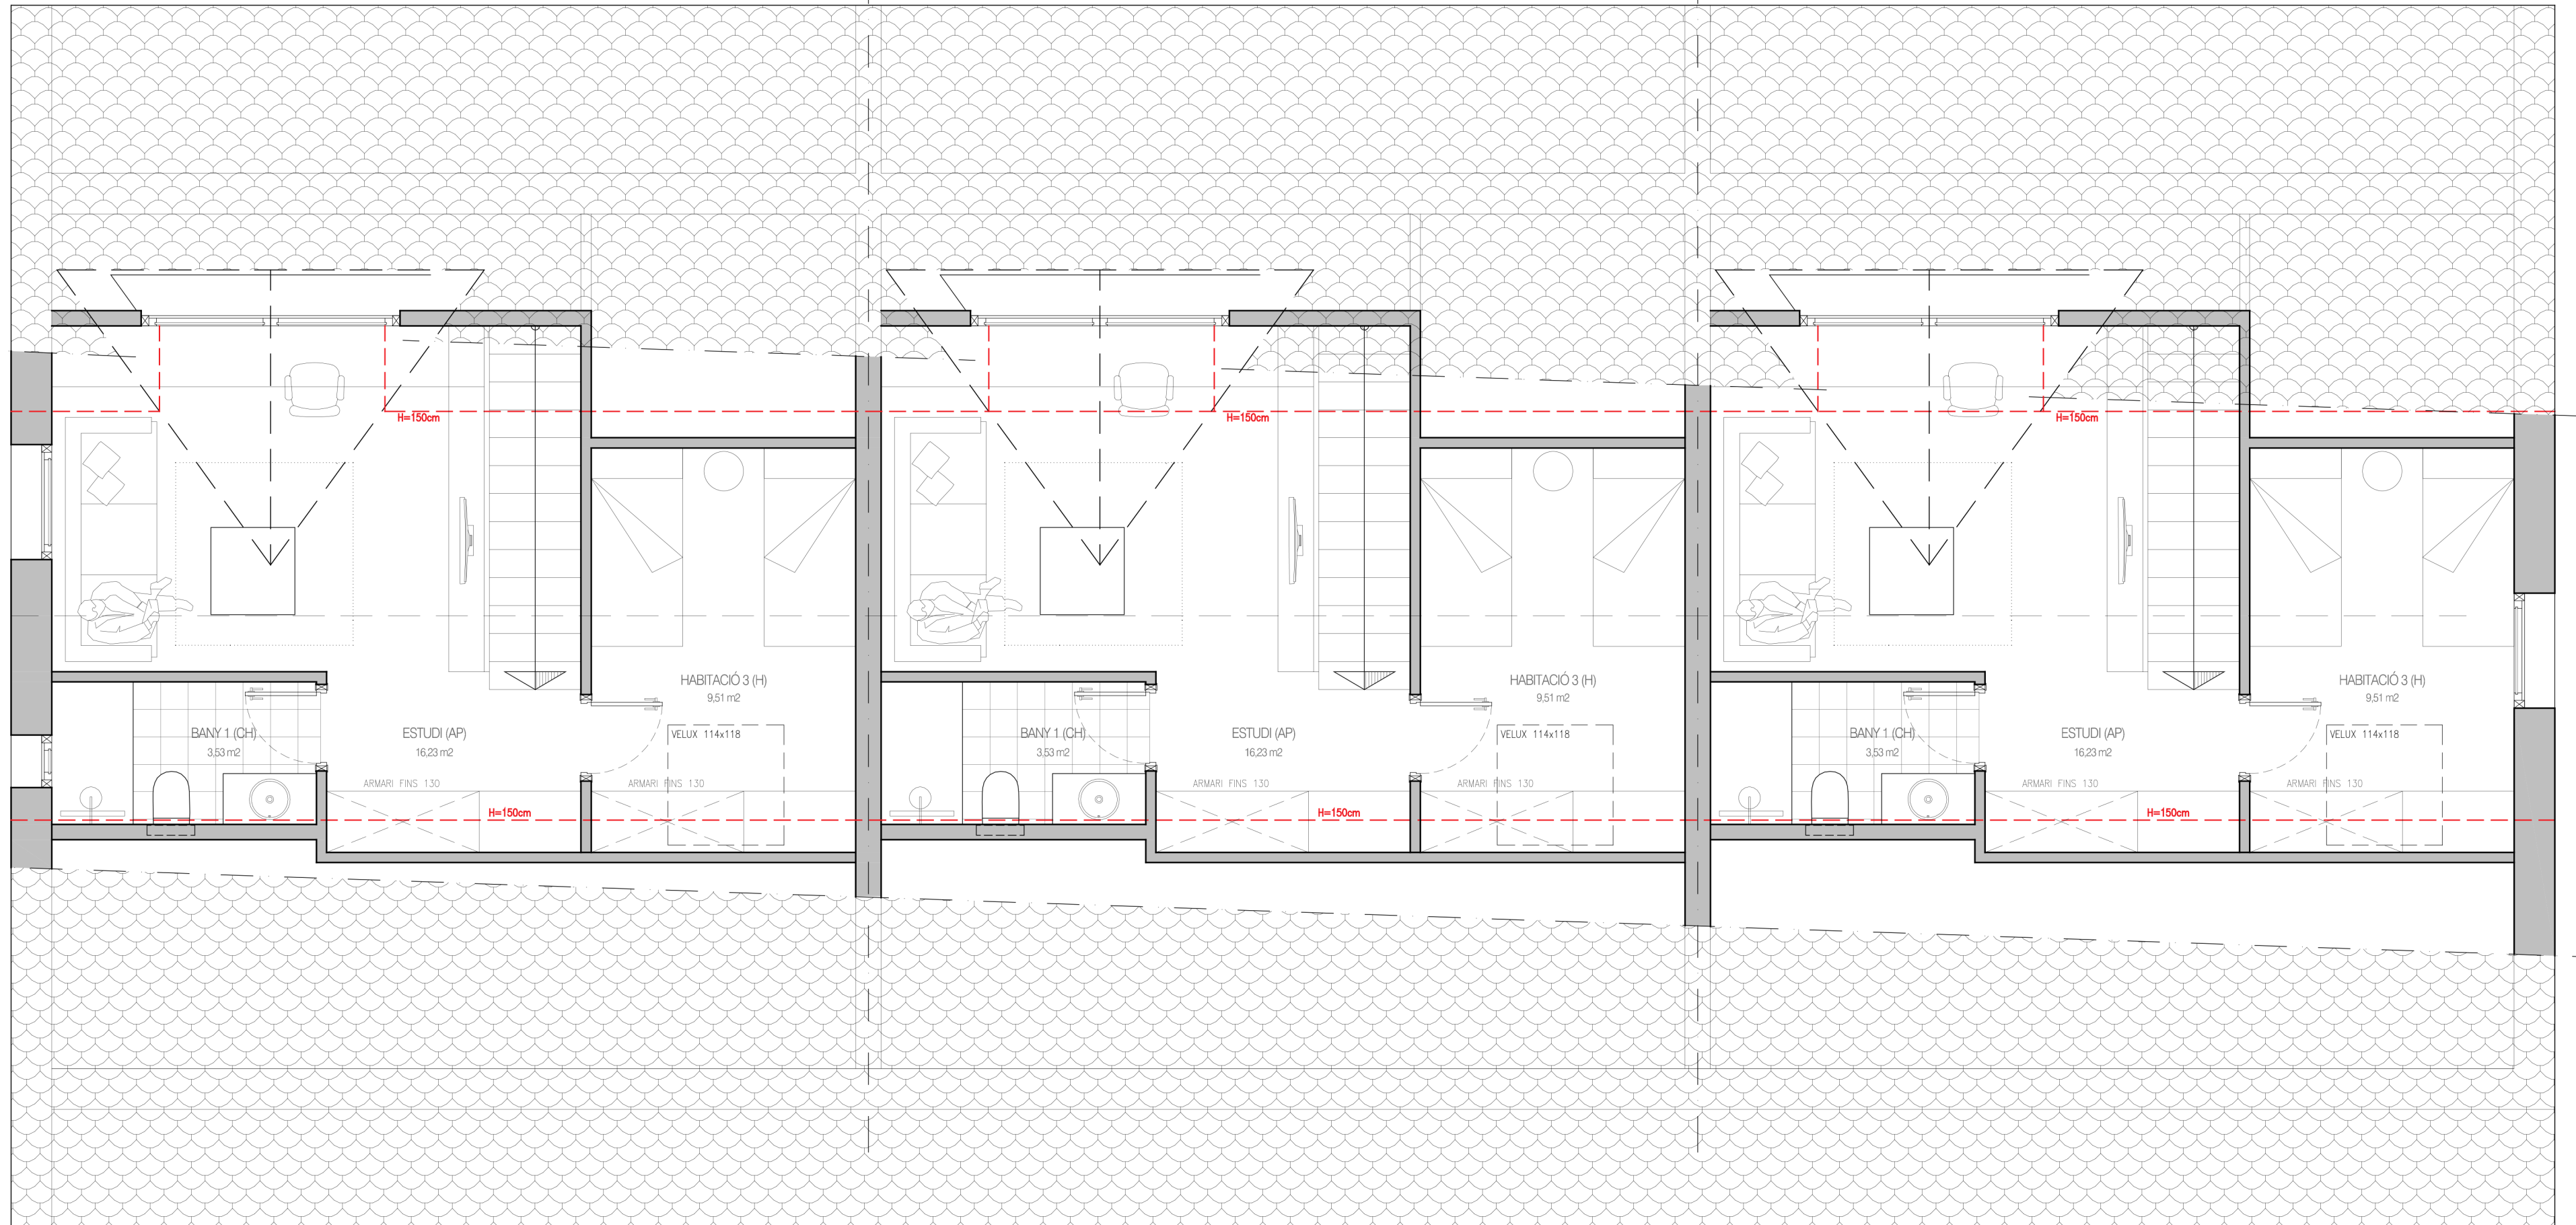 H=150cm
H=150cm
H=150cm
HABITACIÓ 3 (H)
9,51 m2
HABITACIÓ 3 (H)
9,51 m2
HABITACIÓ 3 (H)
9,51 m2
BANY 1 (CH)
3,53 m2
ESTUDI (AP)
16,23 m2
VELUX 114x118
BANY 1 (CH)
3,53 m2
ESTUDI (AP)
16,23 m2
VELUX 114x118
BANY 1 (CH)
3,53 m2
ESTUDI (AP)
16,23 m2
VELUX 114x118
ARMARI FINS 130
ARMARI FINS 130
ARMARI FINS 130
ARMARI FINS 130
ARMARI FINS 130
ARMARI FINS 130
H=150cm
H=150cm
H=150cm